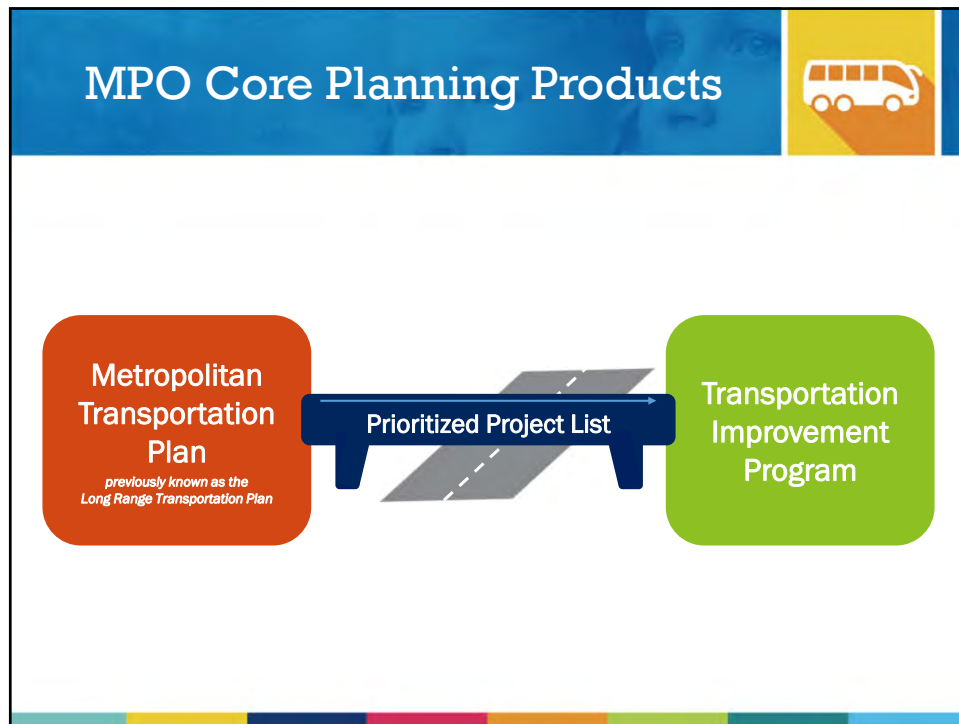 MPO Core Planning Products
Metropolitan
Transportation
Plan
previously known as the
Long Range Transportation Plan
Prioritized Project List
Transportation
Improvement
Program